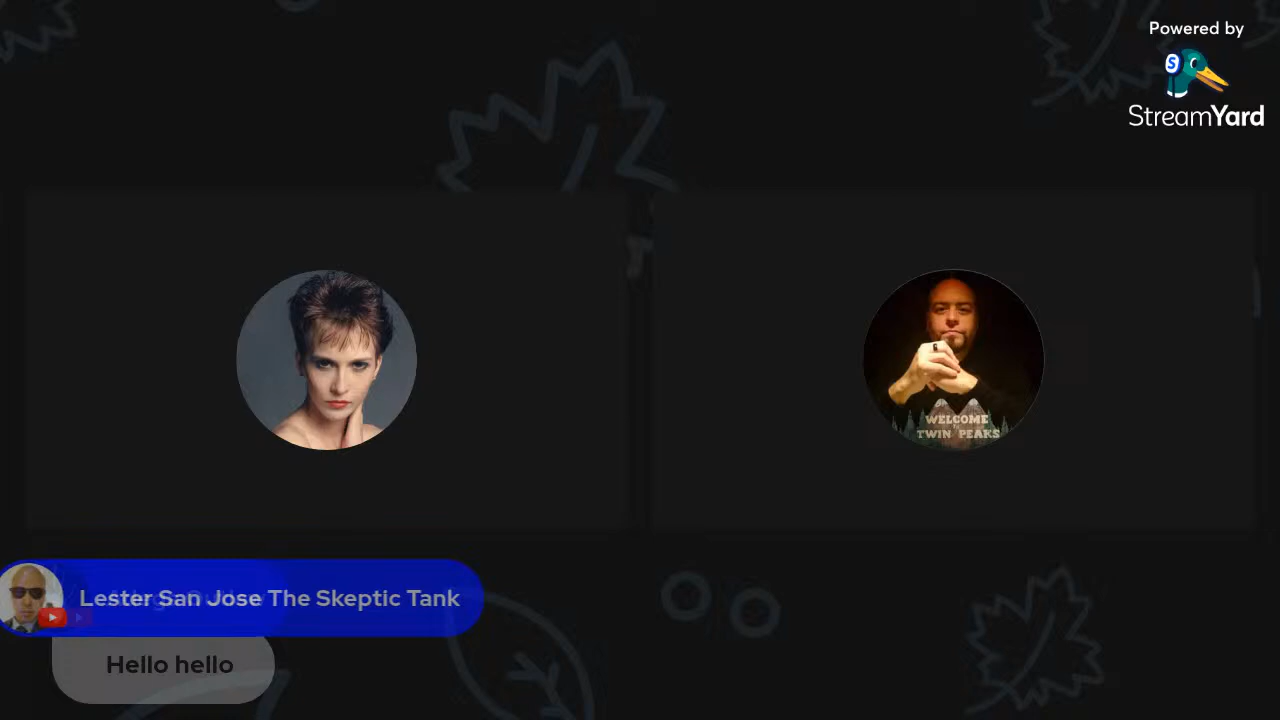 Powered by
StreamYard
WELCOME
TWIN PEAKS
Lester San Jose The Skeptic Tank
Hello hello